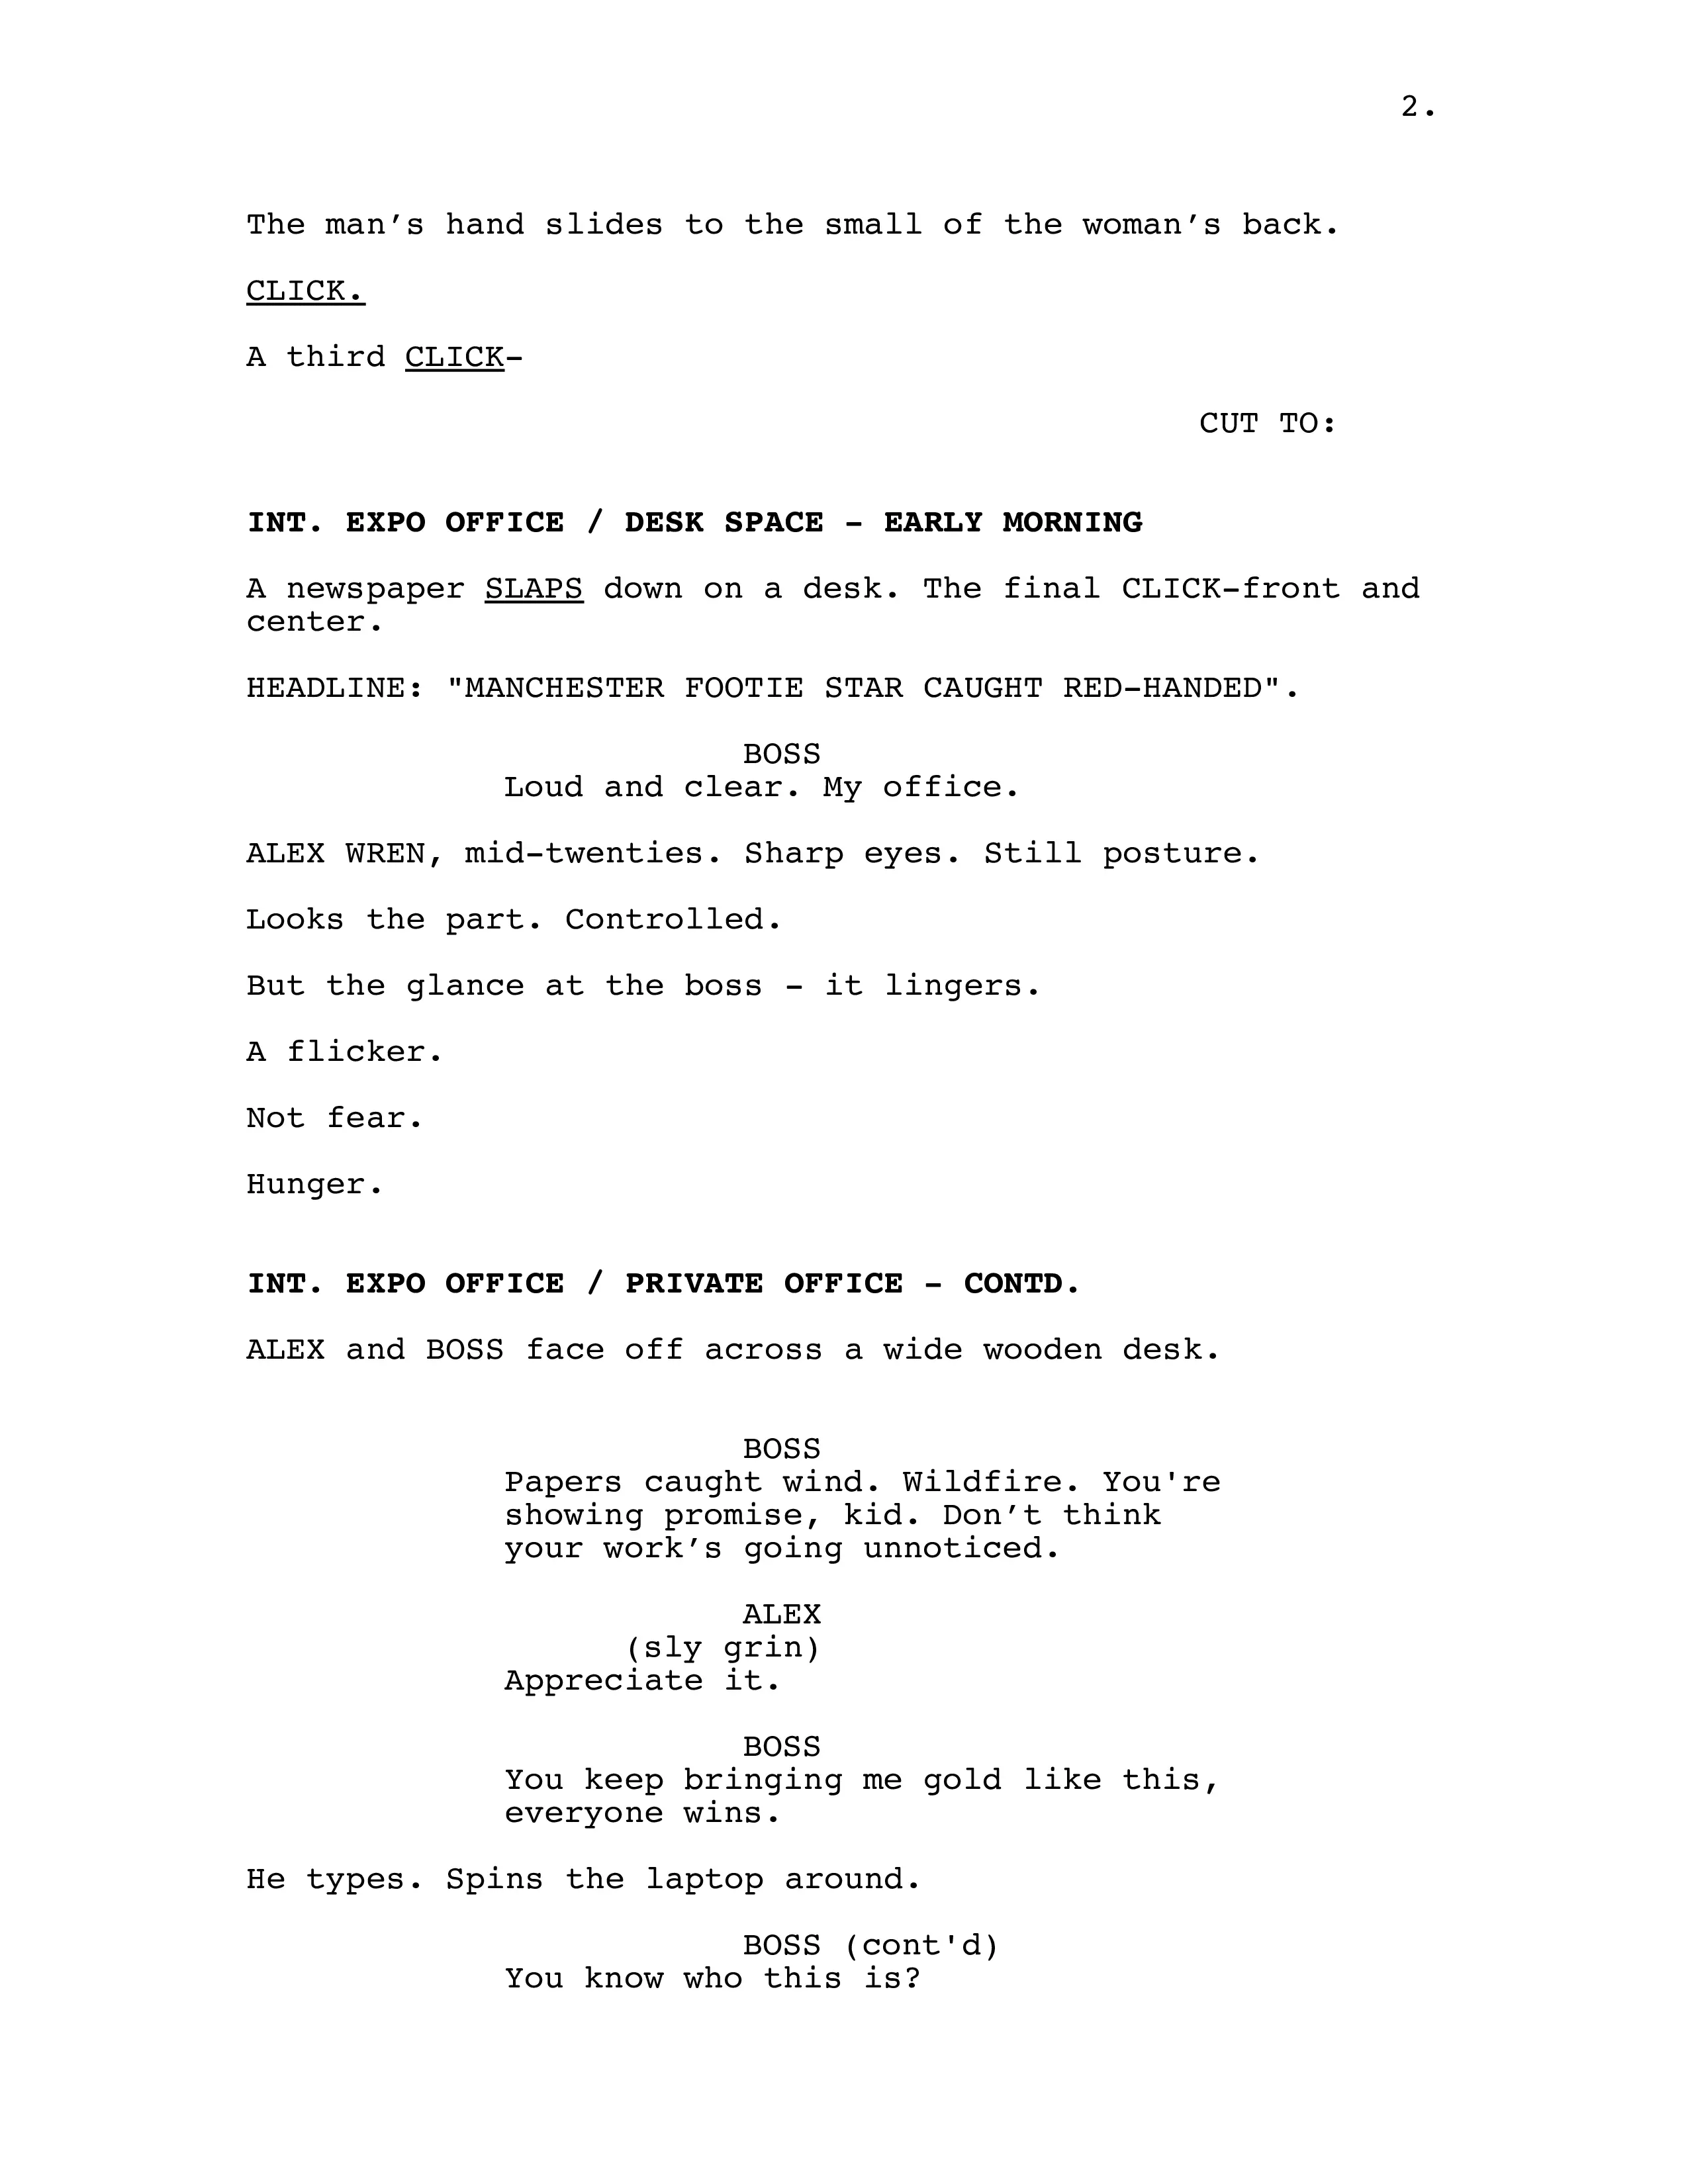 2.
The man’s hand slides to the small of the woman’s back.
CLICK.
A third CLICK-
CUT TO:
INT. EXPO OFFICE / DESK SPACE - EARLY MORNING
A newspaper SLAPS down on a desk. The final CLICK-front and
center.
HEADLINE: "MANCHESTER FOOTIE STAR CAUGHT RED-HANDED".
BOSS
Loud and clear. My office.
ALEX WREN, mid-twenties. Sharp eyes. Still posture.
Looks the part. Controlled.
But the glance at the boss - it lingers.
A flicker.
Not fear.
Hunger.
INT. EXPO OFFICE / PRIVATE OFFICE - CONTD.
ALEX and BOSS face off across a wide wooden desk.
BOSS
Papers caught wind. Wildfire. You're
showing promise, kid. Don’t think
your work’s going unnoticed.
ALEX
(sly grin)
Appreciate it.
BOSS
You keep bringing me gold like this,
everyone wins.
He types. Spins the laptop around.
BOSS (cont'd)
You know who this is?